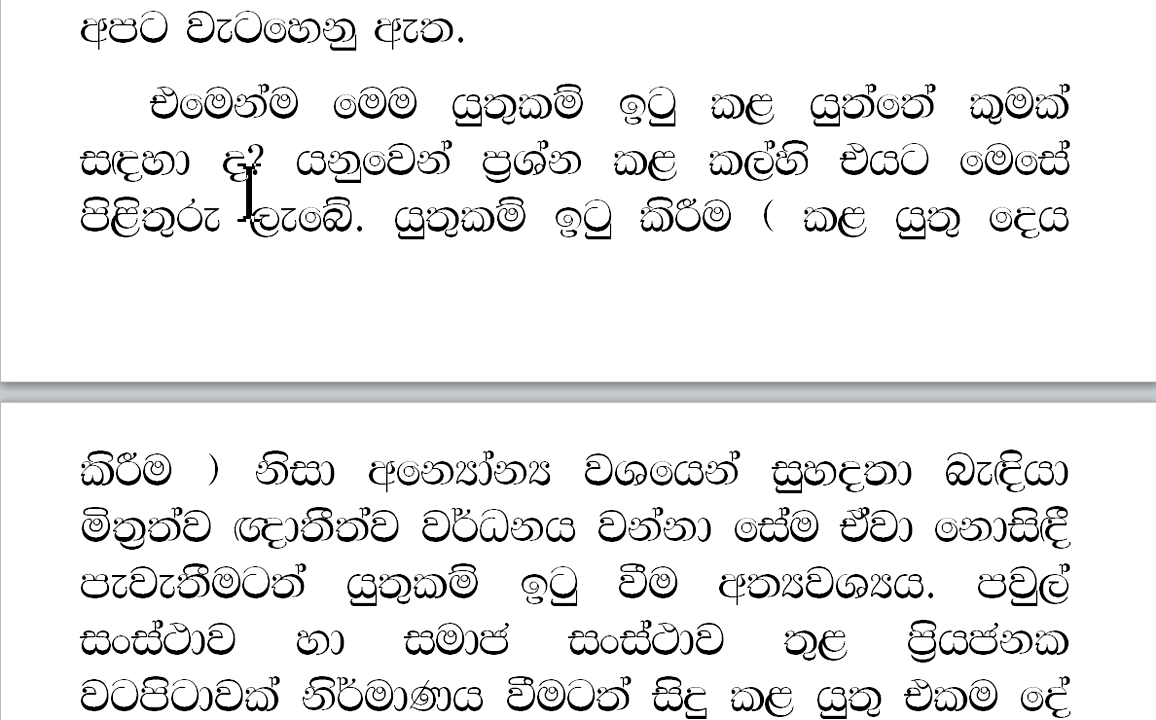 අපට වැටහෙනු ඇත.
එමෙන්ම මෙම යුතුකම් ඉටු කළ යුත්තේ කුමක්
සඳහා ද? යනුවෙන් ප්‍රශ්න කළ කල්හි එයට මෙසේ
පිළිතුරු ලැබේ. යුතුකම් ඉටු කිරීම ( කළ යුතු දෙය
කිරීම ) නිසා අන්‍යෝන්‍ය වශයෙන් සුහදතා බැඳියා
මිත්‍රත්ව ඥාතීත්ව වර්ධනය වන්නා සේම ඒවා නොසිඳී
පැවැතීමටත් යුතුකම් ඉටු වීම අත්‍යවශ්‍යය. පවුල්
සංස්ථාව හා සමාජ සංස්ථාව තුළ ප්‍රියජනක
වටපිටාවක් නිර්මාණය වීමටත් සිදු කළ යුතු එකම දේ